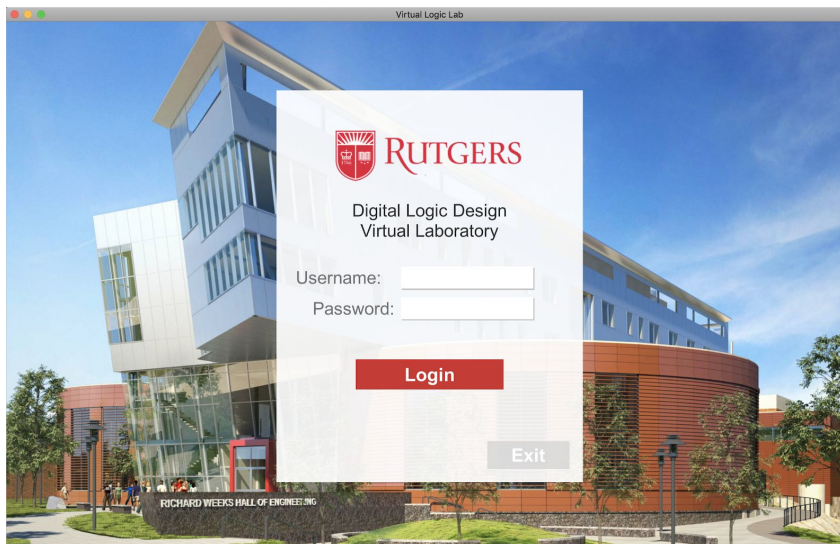 Virtual Logic Lab
RUTGERS
Digital Logic Design
Virtual Laboratory
Username:
Password:
Login
Exit
RICHARD WEEKS HALL OF ENGINEERING